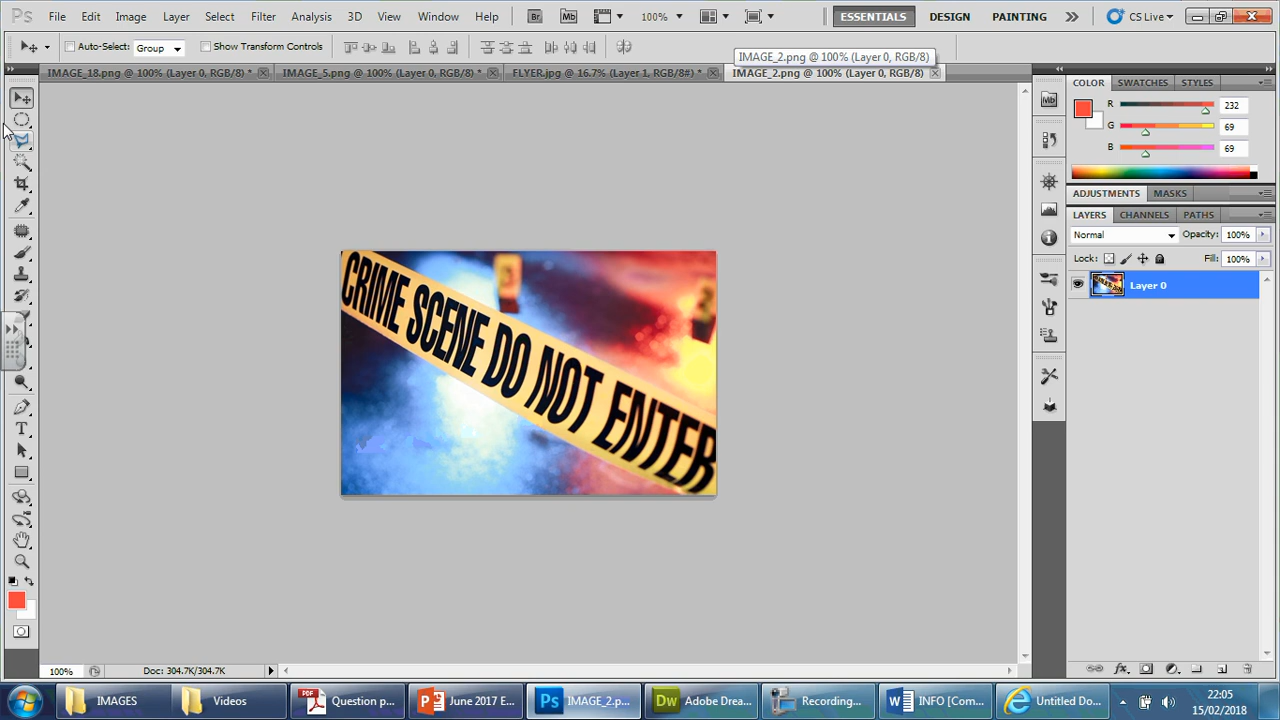 Ps File Edit Image Layer Select Filter Analysis 3D View Window Help Br Mb 100% ESSENTIALS DESIGN PAINTING CS Live
Auto-Select: Group Show Transform Controls
IMAGE_2.png @ 100% (Layer 0, RGB/8)
IMAGE_18.png @ 100% (Layer 0, RGB/8) * IMAGE_5.png @ 100% (Layer 0, RGB/8) * FLYER.jpg @ 16.7% (Layer 1, RGB/8#) * IMAGE_2.png @ 100% (Layer 0, RGB/8)
COLOR SWATCHES STYLES
Mb
R 232
G 69
B 69
ADJUSTMENTS MASKS
LAYERS CHANNELS PATHS
Normal Opacity: 100%
Lock: Fill: 100%
Layer 0
CRIME SCENE DO NOT ENTER
T
100% Doc: 304.7K/304.7K
IMAGES Videos Question p... June 2017 E... IMAGE_2.p... Adobe Drea... Recording... INFO [Com... Untitled Do...
22:05
15/02/2018